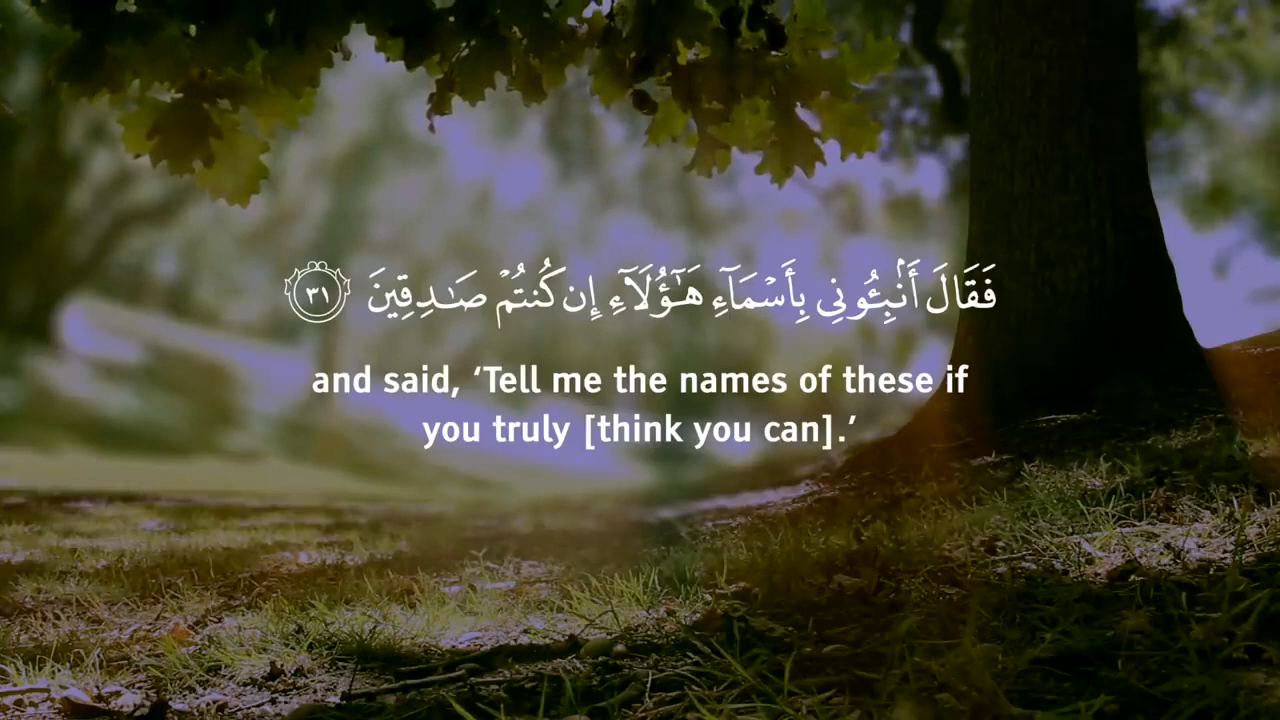 فَقَالَ أَنۢبِـُٔونِى بِأَسْمَآءِ هَـٰٓؤُلَآءِ إِن كُنتُمْ صَـٰدِقِينَ ٣١
and said, ‘Tell me the names of these if
you truly [think you can].’